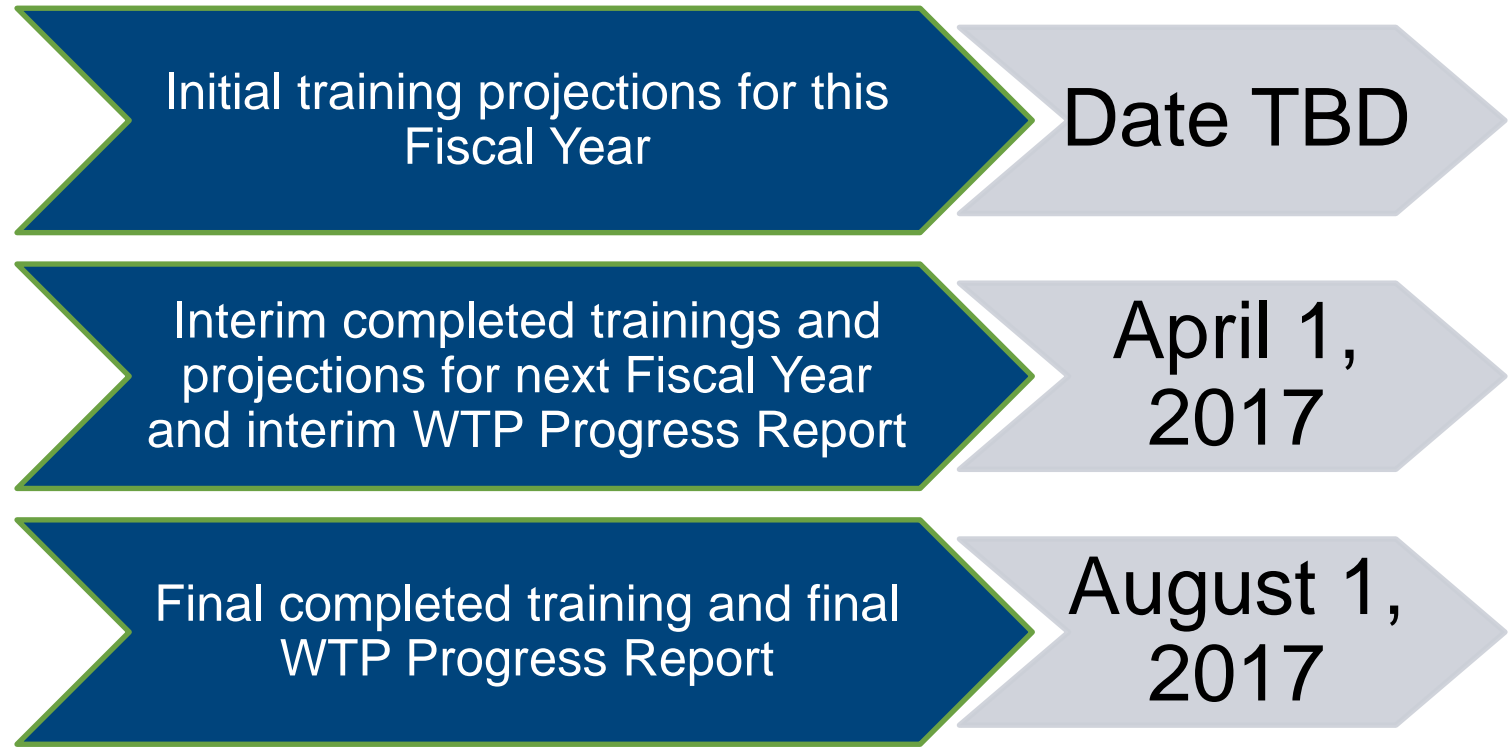 Initial training projections for this
Fiscal Year
Date TBD
Interim completed trainings and
projections for next Fiscal Year
and interim WTP Progress Report
April 1,
2017
Final completed training and final
WTP Progress Report
August 1,
2017